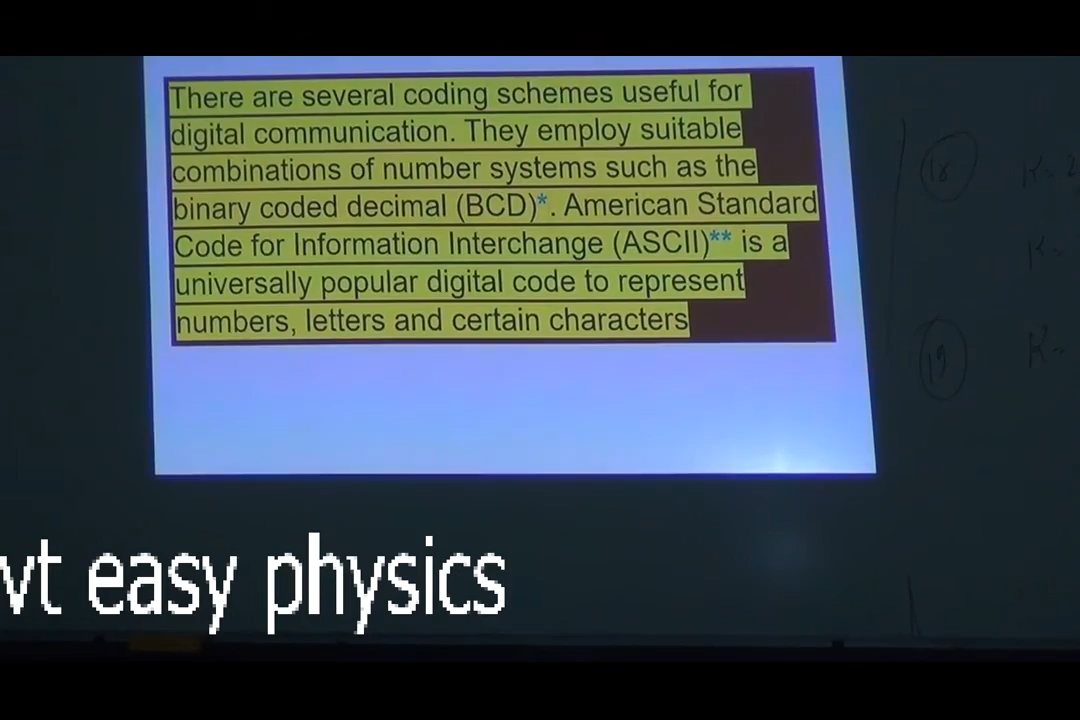 There are several coding schemes useful for
digital communication. They employ suitable
combinations of number systems such as the
binary coded decimal (BCD)*. American Standard
Code for Information Interchange (ASCII)** is a
universally popular digital code to represent
numbers, letters and certain characters
18
K=
K=
19
K=
vt easy physics